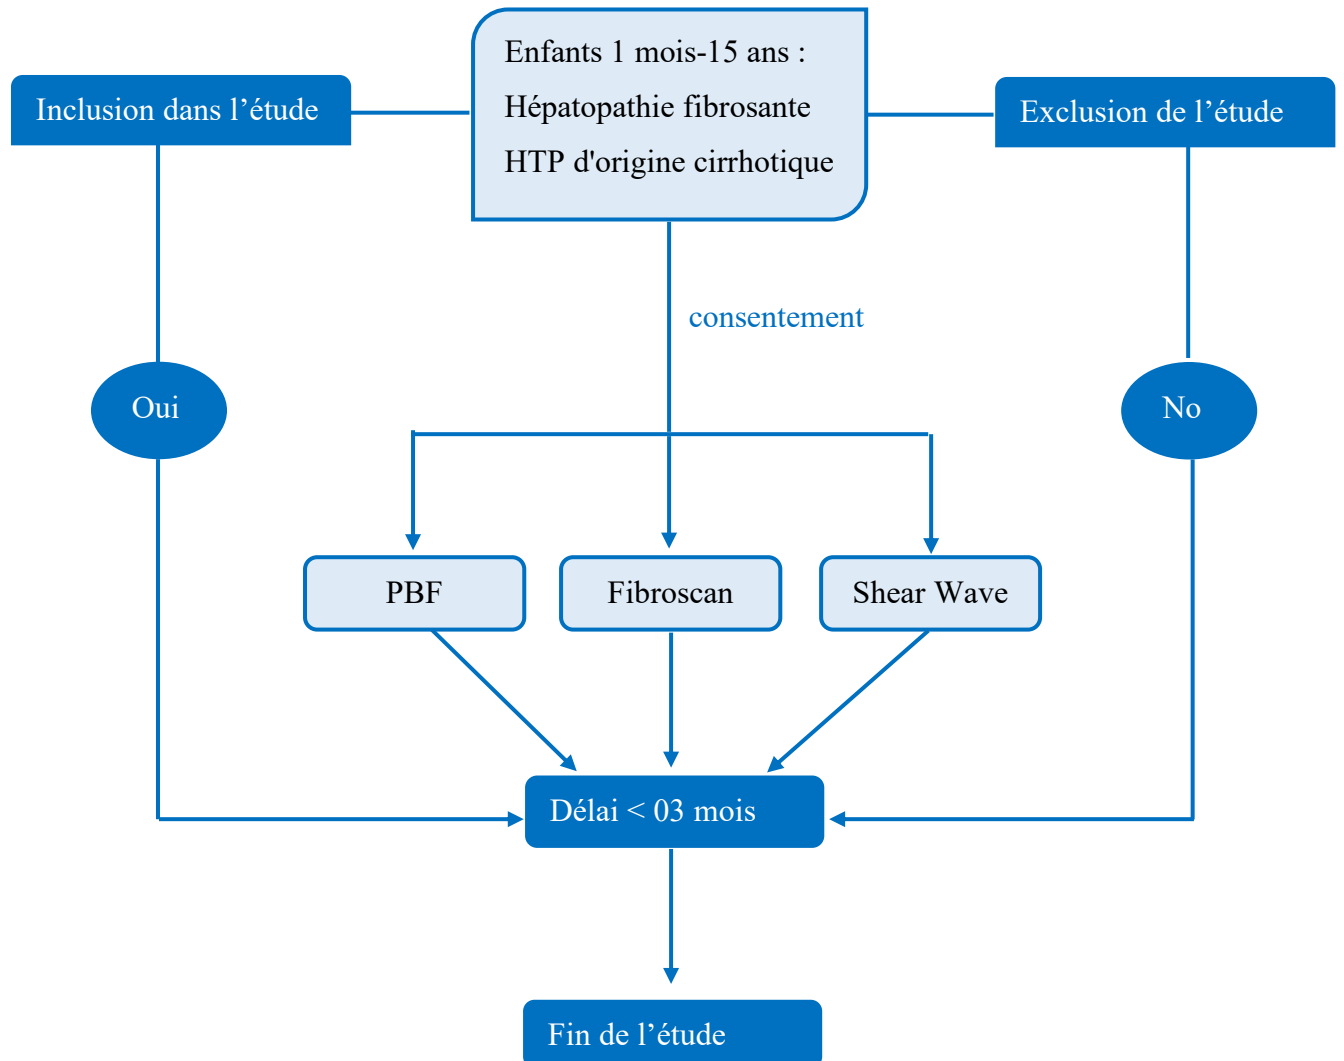 Enfants 1 mois-15 ans :
Hépatopathie fibrosante
HTP d'origine cirrhotique
Inclusion dans l’étude
Exclusion de l’étude
consentement
Oui
No
PBF
Fibroscan
Shear Wave
Délai < 03 mois
Fin de l’étude